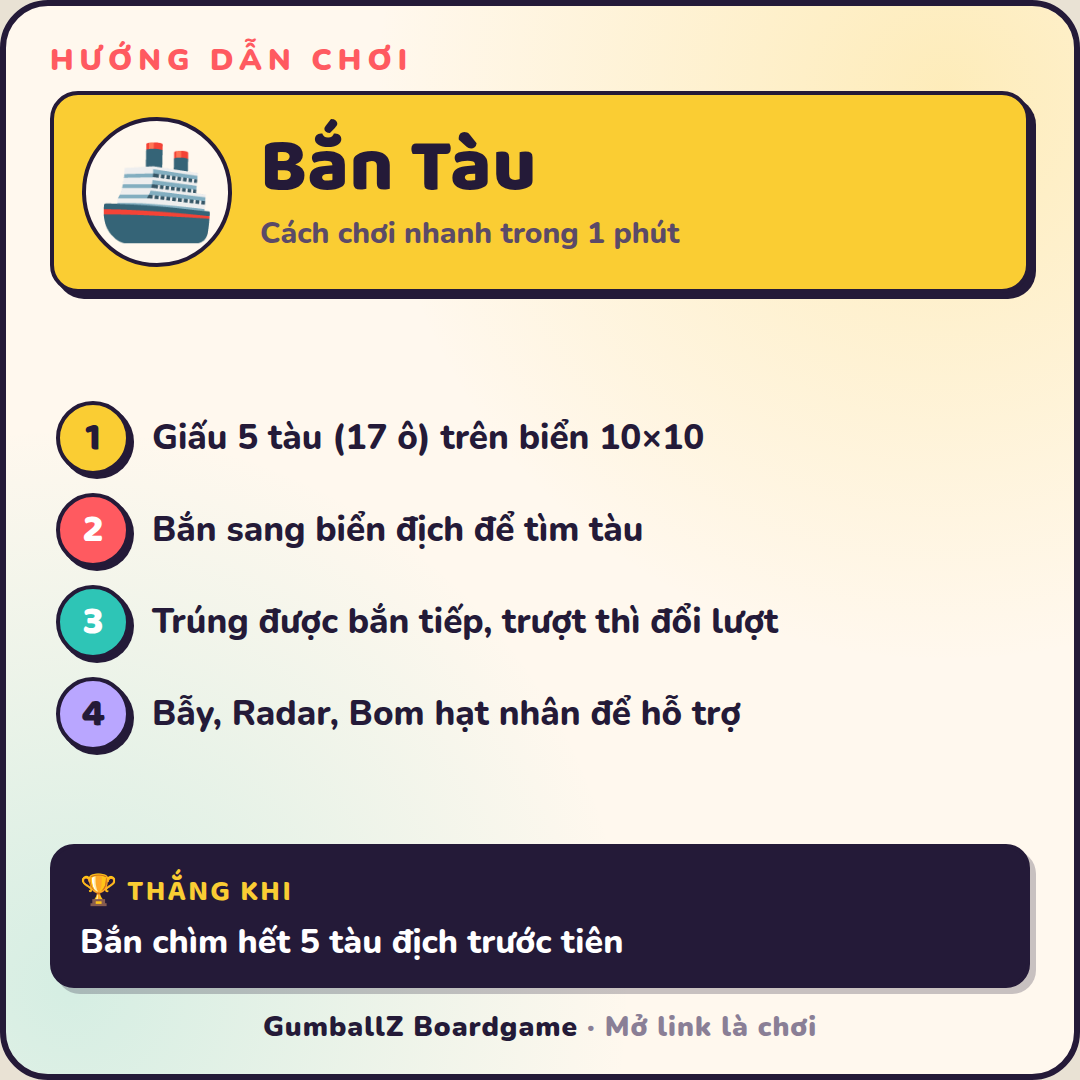 HƯỚNG DẪN CHƠI
Bắn Tàu
Cách chơi nhanh trong 1 phút
1 Giấu 5 tàu (17 ô) trên biển 10×10
2 Bắn sang biển địch để tìm tàu
3 Trúng được bắn tiếp, trượt thì đổi lượt
4 Bẫy, Radar, Bom hạt nhân để hỗ trợ
🏆 THẮNG KHI
Bắn chìm hết 5 tàu địch trước tiên
GumballZ Boardgame · Mở link là chơi